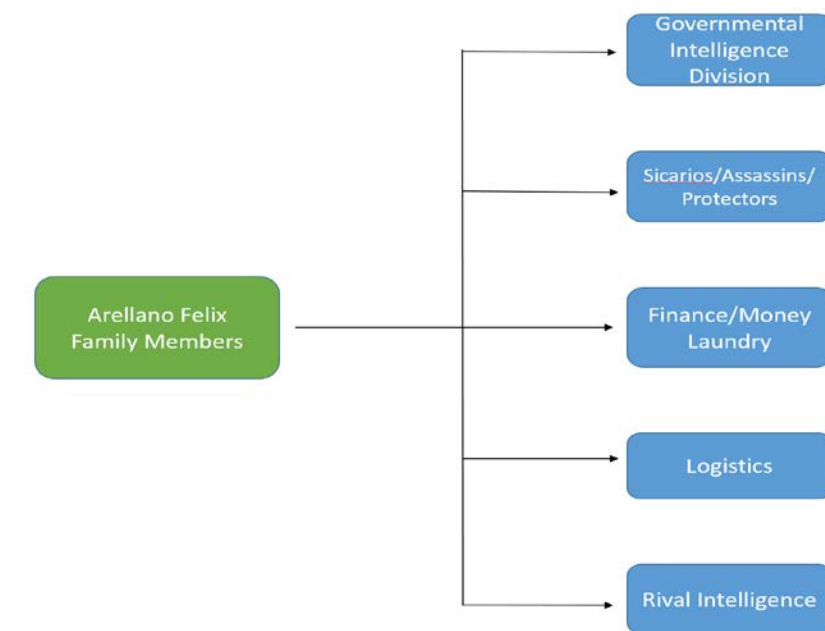 Governmental
Intelligence
Division
Sicarios/Assassins/
Protectors
Arellano Felix
Family Members
Finance/Money
Laundry
Logistics
Rival Intelligence